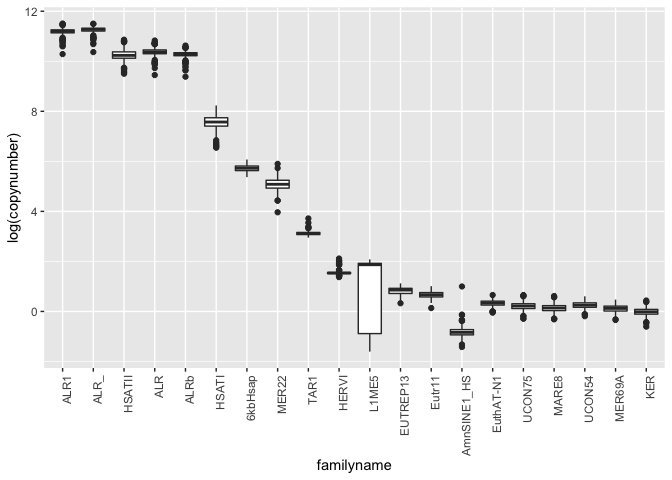 12
8
4
0
log(copynumber)
ALR1
ALR_
HSATII
ALR
ALRb
HSATI
6kbHsap
MER22
TAR1
HERVI
L1ME5
EUTREP13
Eutr11
AmnSINE1_HS
EuthAT-N1
UCON75
MARE8
UCON54
MER69A
KER
familyname